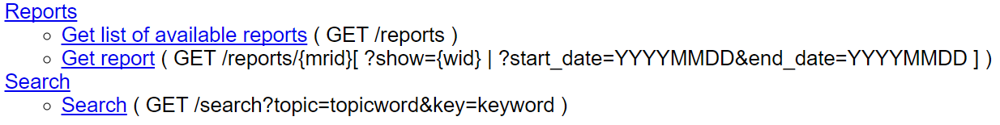 Reports
Get list of available reports ( GET /reports )
Get report ( GET /reports/{mrid}[ ?show={wid} | ?start_date=YYYYMMDD&end_date=YYYYMMDD ] )
Search
Search ( GET /search?topic=topicword&key=keyword )